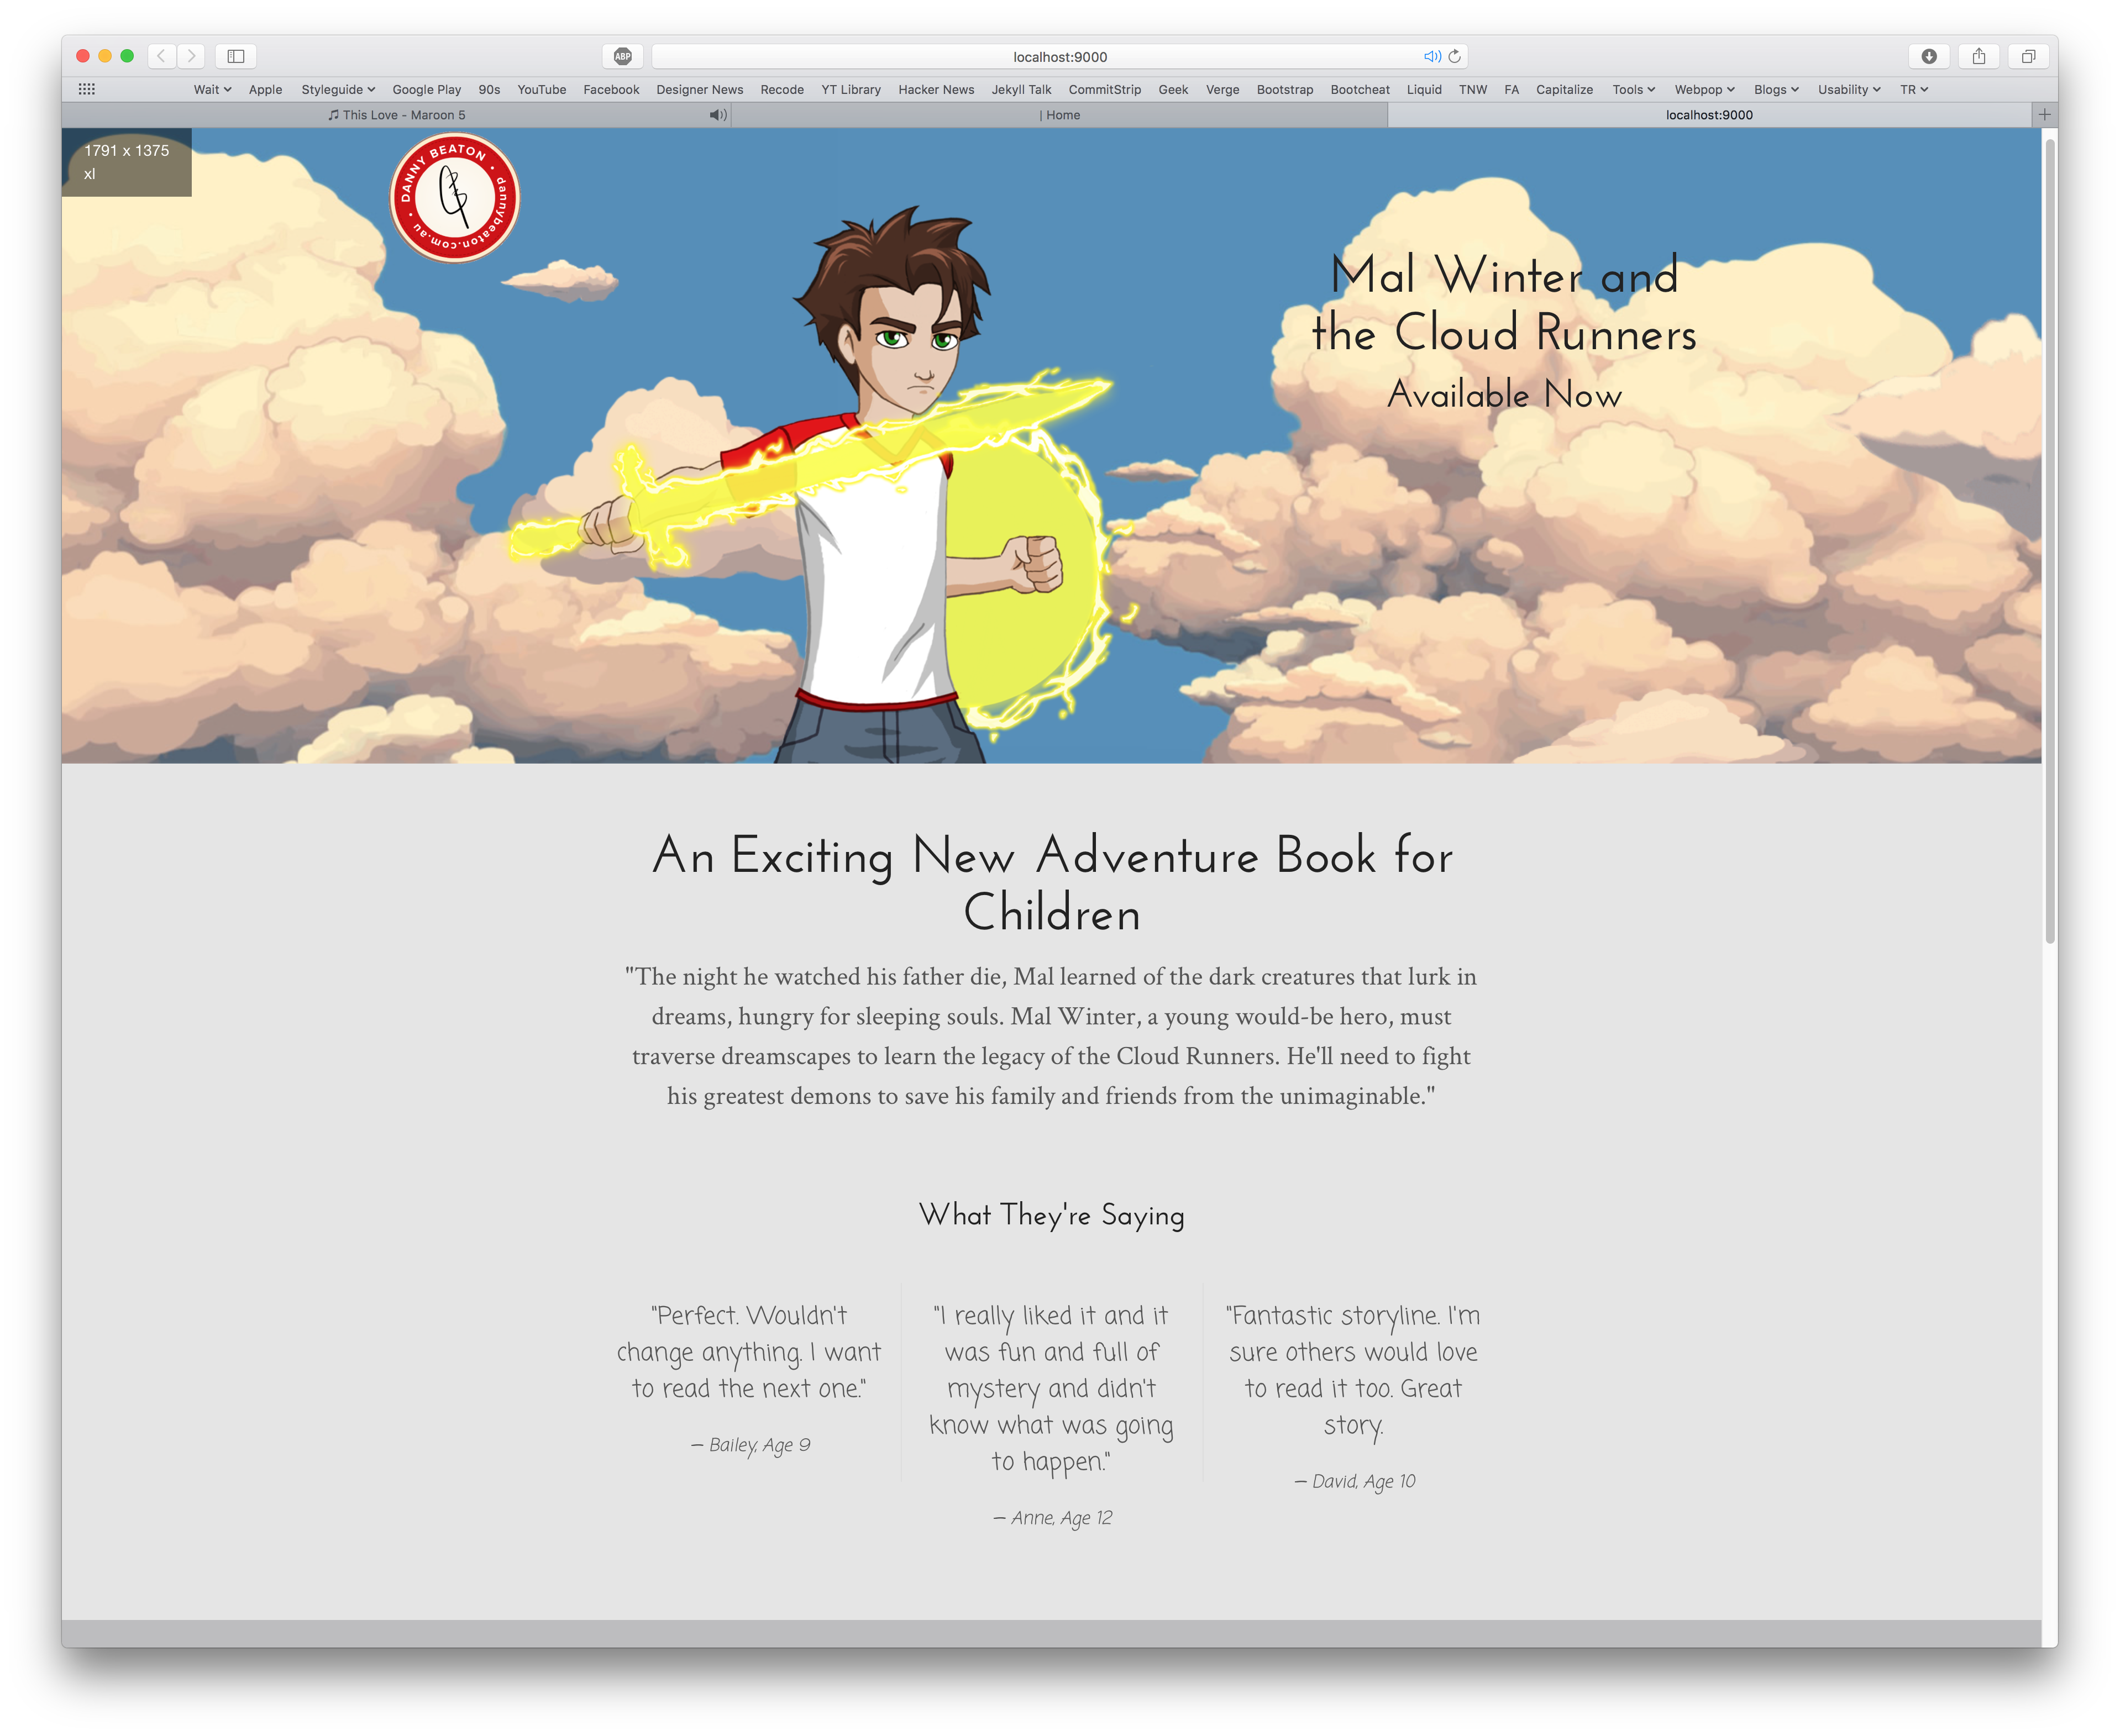 ABP
localhost:9000
Wait Apple Styleguide Google Play 90s YouTube Facebook Designer News Recode YT Library Hacker News Jekyll Talk CommitStrip Geek Verge Bootstrap Bootcheat Liquid TNW FA Capitalize Tools Webpop Blogs Usability TR
This Love - Maroon 5
| Home
localhost:9000
1791 x 1375
xl
DANNY BEATON • dannybeaton.com.au •
Mal Winter and
the Cloud Runners
Available Now
An Exciting New Adventure Book for
Children
"The night he watched his father die, Mal learned of the dark creatures that lurk in
dreams, hungry for sleeping souls. Mal Winter, a young would-be hero, must
traverse dreamscapes to learn the legacy of the Cloud Runners. He'll need to fight
his greatest demons to save his family and friends from the unimaginable."
What They're Saying
"Perfect. Wouldn't
change anything. I want
to read the next one."
— Bailey, Age 9
"I really liked it and it
was fun and full of
mystery and didn't
know what was going
to happen."
— Anne, Age 12
"Fantastic storyline. I'm
sure others would love
to read it too. Great
story.
— David, Age 10